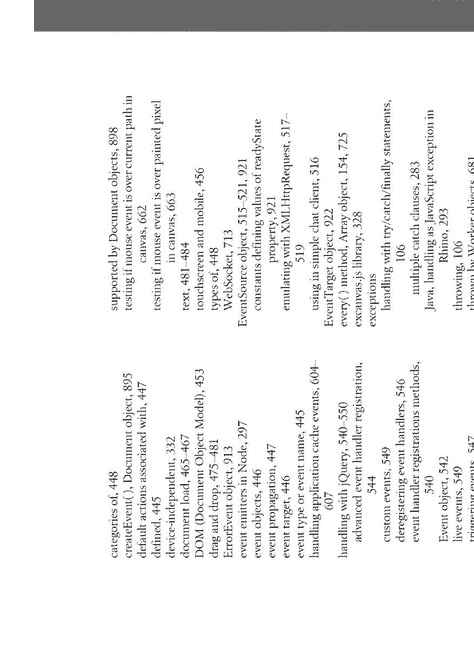 categories of, 448
createEvent( ), Document object, 895
default actions associated with, 447
defined, 445
device-independent, 332
document load, 465–467
DOM (Document Object Model), 453
drag and drop, 475–481
ErrorEvent object, 913
event emitters in Node, 297
event objects, 446
event propagation, 447
event target, 446
event type or event name, 445
handling application cache events, 604–
607
handling with jQuery, 540–550
advanced event handler registration,
544
custom events, 549
deregistering event handlers, 546
event handler registrations methods,
540
Event object, 542
live events, 549
triggering events, 547
supported by Document objects, 898
testing if mouse event is over current path in
canvas, 662
testing if mouse event is over painted pixel
in canvas, 663
text, 481–484
touchscreen and mobile, 456
types of, 448
WebSocket, 713
EventSource object, 515–521, 921
constants defining values of readyState
property, 921
emulating with XMLHttpRequest, 517–
519
using in simple chat client, 516
EventTarget object, 922
every( ) method, Array object, 154, 725
excanvas.js library, 328
exceptions
handling with try/catch/finally statements,
106
multiple catch clauses, 283
Java, handling as JavaScript exception in
Rhino, 293
throwing, 106
thrown by Worker objects, 681